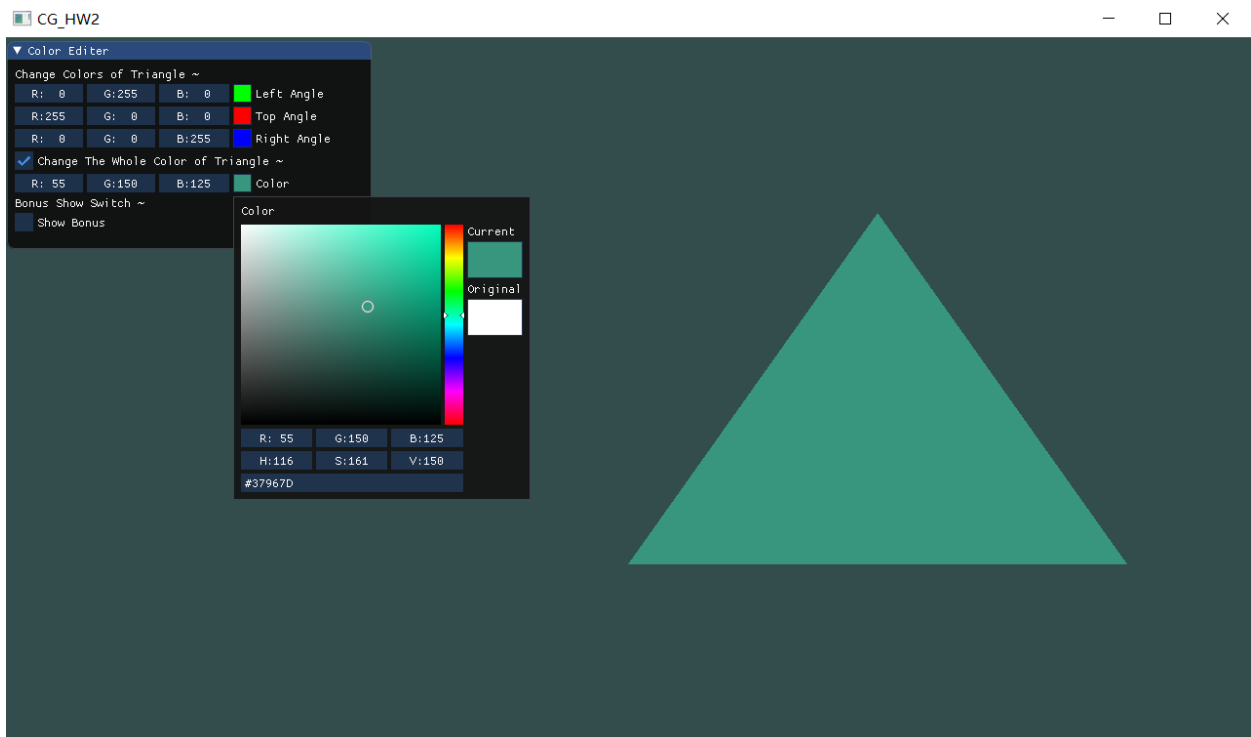 CG_HW2
Color Editer
Change Colors of Triangle ~
R: 0 G:255 B: 0 Left Angle
R:255 G: 0 B: 0 Top Angle
R: 0 G: 0 B:255 Right Angle
Change The Whole Color of Triangle ~
R: 55 G:150 B:125 Color
Bonus Show Switch ~
Show Bonus
Color
Current
Original
R: 55 G:150 B:125
H:116 S:161 V:150
#37967D